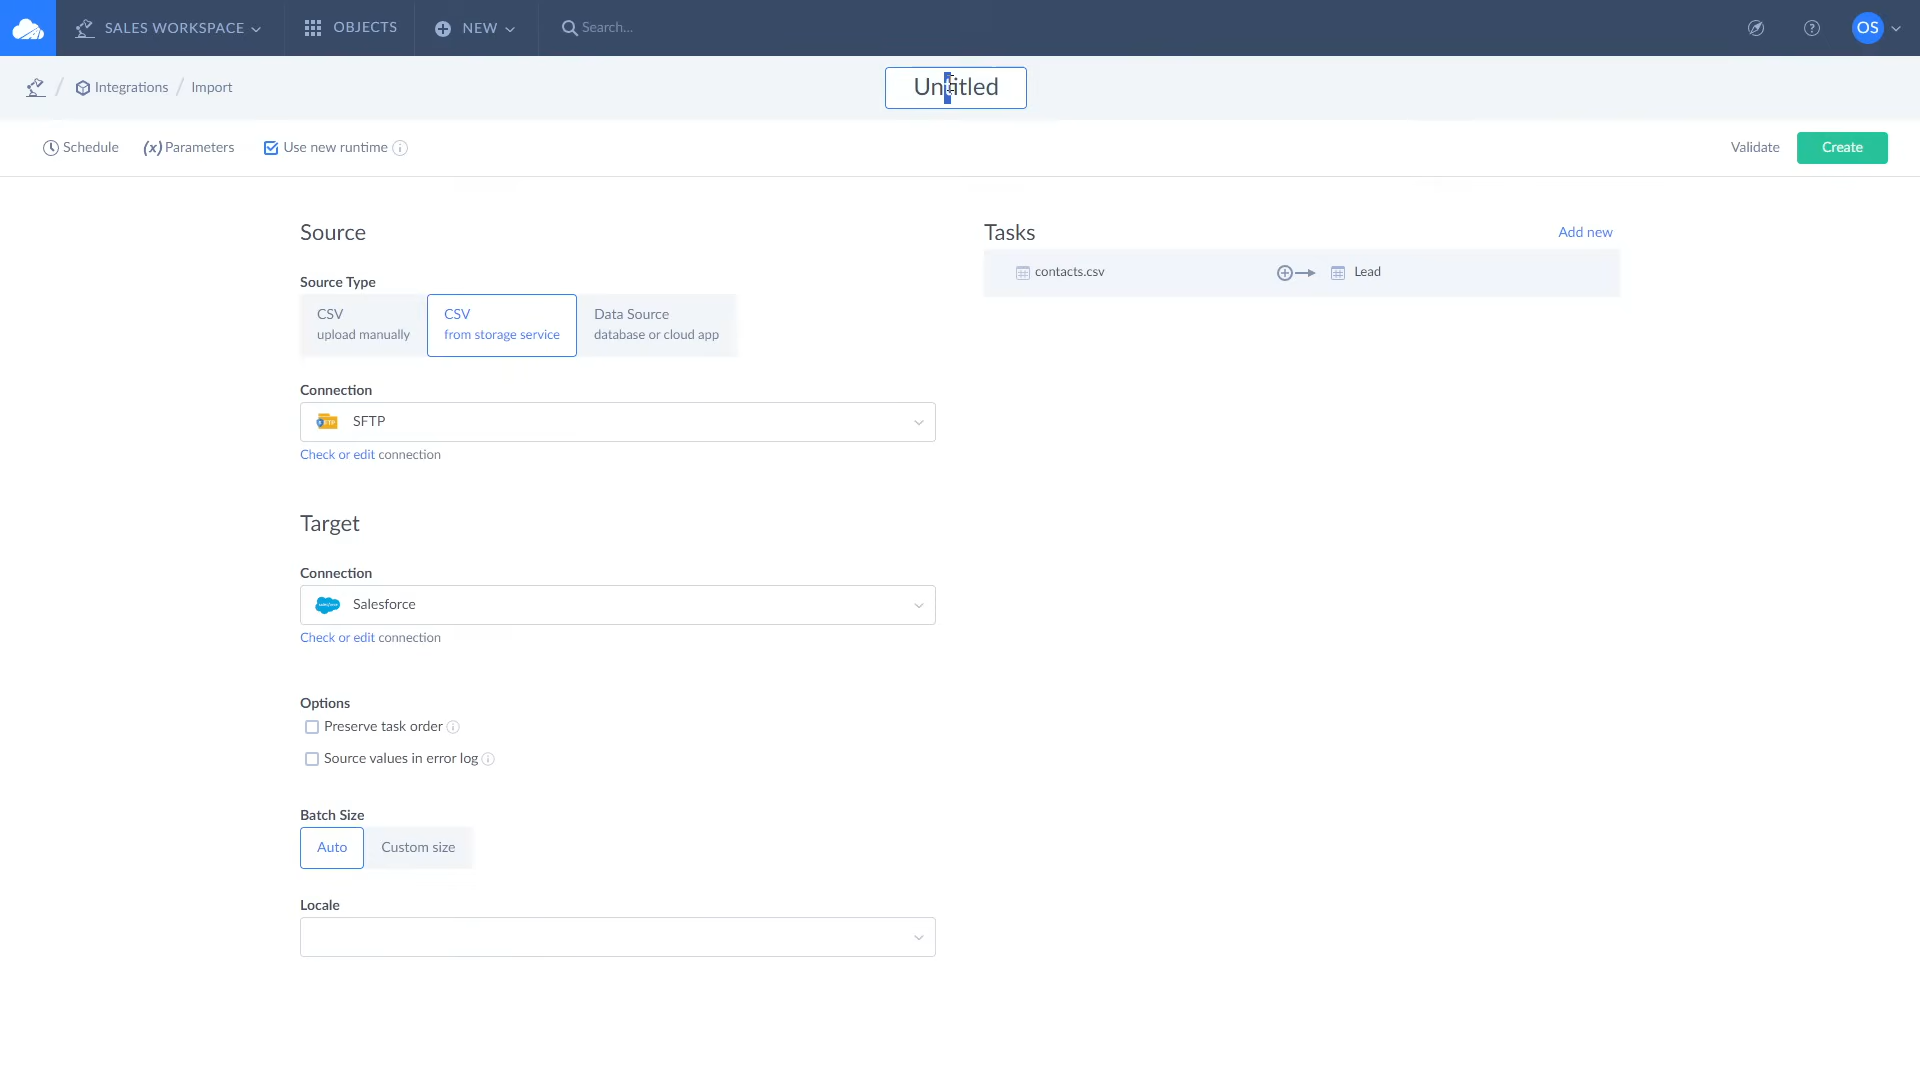 SALES WORKSPACE
OBJECTS
NEW
Search...
OS
Integrations / Import
Untitled
Schedule
(x) Parameters
Use new runtime
Validate
Create
Source
Source Type
CSV
upload manually
CSV
from storage service
Data Source
database or cloud app
Connection
SFTP
Check or edit connection
Target
Connection
Salesforce
Check or edit connection
Options
Preserve task order
Source values in error log
Batch Size
Auto
Custom size
Locale
Tasks
Add new
contacts.csv
Lead